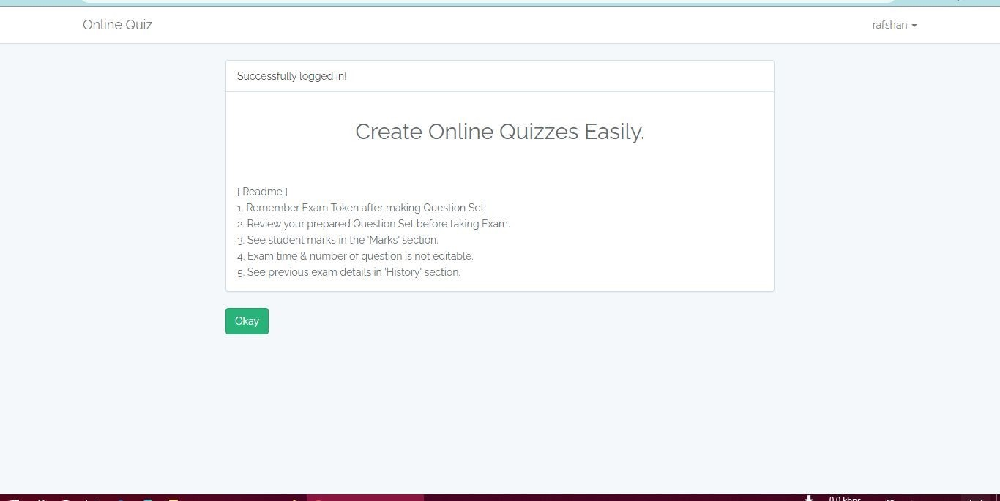 Online Quiz
rafshan
Successfully logged in!
Create Online Quizzes Easily.
[ Readme ]
1. Remember Exam Token after making Question Set.
2. Review your prepared Question Set before taking Exam.
3. See student marks in the 'Marks' section.
4. Exam time & number of question is not editable.
5. See previous exam details in 'History' section.
Okay
0.0 kbps